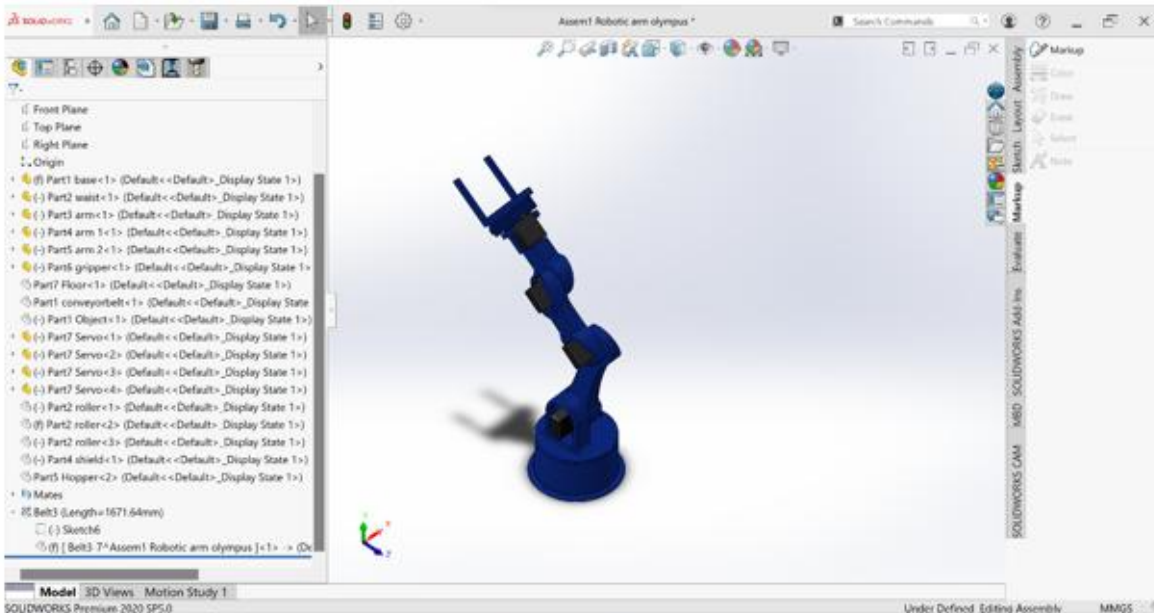 SOLIDWORKS
Assem1 Robotic arm olympus *
Search Commands
Front Plane
Top Plane
Right Plane
Origin
(f) Part1 base<1> (Default<<Default>_Display State 1>)
(-) Part2 waist<1> (Default<<Default>_Display State 1>)
(-) Part3 arm<1> (Default<<Default>_Display State 1>)
(-) Part4 arm 1<1> (Default<<Default>_Display State 1>)
(-) Part5 arm 2<1> (Default<<Default>_Display State 1>)
(-) Part6 gripper<1> (Default<<Default>_Display State 1>
Part7 Floor<1> (Default<<Default>_Display State 1>)
Part1 conveyorbelt<1> (Default<<Default>_Display State
(-) Part1 Object<1> (Default<<Default>_Display State 1>)
(-) Part7 Servo<1> (Default<<Default>_Display State 1>)
(-) Part7 Servo<2> (Default<<Default>_Display State 1>)
(-) Part7 Servo<3> (Default<<Default>_Display State 1>)
(-) Part7 Servo<4> (Default<<Default>_Display State 1>)
(-) Part2 roller<1> (Default<<Default>_Display State 1>)
(f) Part2 roller<2> (Default<<Default>_Display State 1>)
(-) Part2 roller<3> (Default<<Default>_Display State 1>)
(-) Part4 shield<1> (Default<<Default>_Display State 1>)
Part5 Hopper<2> (Default<<Default>_Display State 1>)
Mates
Belt3 (Length=1671.64mm)
(-) Sketch6
(f) [ Belt3-7^Assem1 Robotic arm olympus ]<1> -> (De
Assembly
Layout
Sketch
Markup
Evaluate
SOLIDWORKS Add-Ins
MBD
SOLIDWORKS CAM
Markup
Color
Draw
Erase
Select
Note
Model
3D Views
Motion Study 1
SOLIDWORKS Premium 2020 SP5.0
Under Defined
Editing Assembly
MMGS